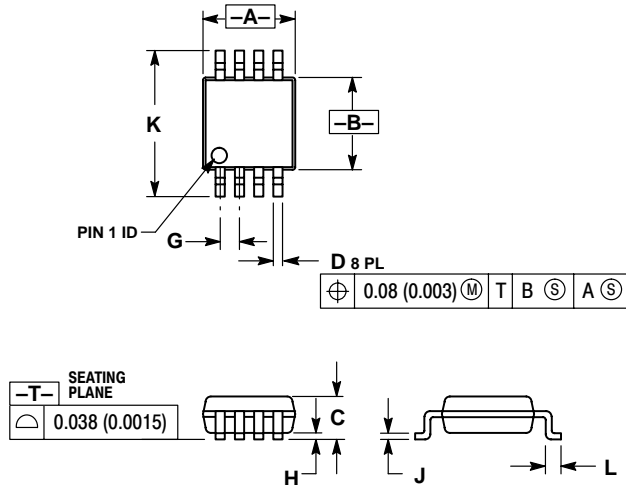 –A–
K
–B–
PIN 1 ID
G
D 8 PL
⌖ 0.08 (0.003) Ⓜ T B Ⓢ A Ⓢ
–T– SEATING
PLANE
⌓ 0.038 (0.0015)
C
H
J
L